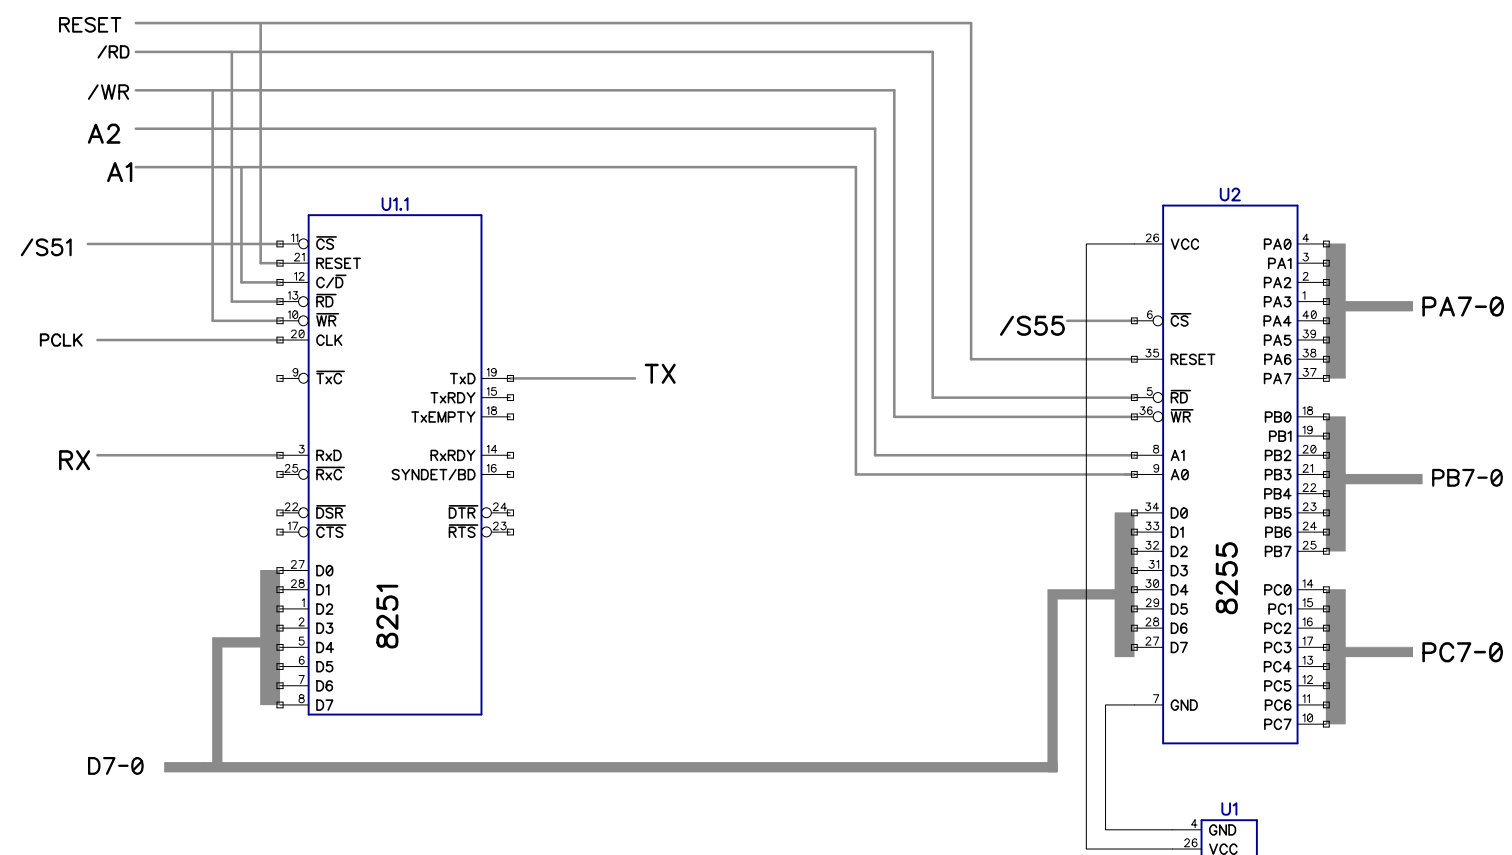 RESET
/RD
/WR
A2
A1
/S51
PCLK
RX
D7-0
U1.1
11 CS
21 RESET
12 C/D
13 RD
10 WR
20 CLK
9 TxC
3 RxD
25 RxC
22 DSR
17 CTS
27 D0
28 D1
1 D2
2 D3
5 D4
6 D5
7 D6
8 D7
8251
TxD 19
TxRDY 15
TxEMPTY 18
RxRDY 14
SYNDET/BD 16
DTR 24
RTS 23
TX
U2
26 VCC
/S55
6 CS
35 RESET
5 RD
36 WR
8 A1
9 A0
34 D0
33 D1
32 D2
31 D3
30 D4
29 D5
28 D6
27 D7
7 GND
8255
PA0 4
PA1 3
PA2 2
PA3 1
PA4 40
PA5 39
PA6 38
PA7 37
PB0 18
PB1 19
PB2 20
PB3 21
PB4 22
PB5 23
PB6 24
PB7 25
PC0 14
PC1 15
PC2 16
PC3 17
PC4 13
PC5 12
PC6 11
PC7 10
PA7-0
PB7-0
PC7-0
U1
4 GND
26 VCC